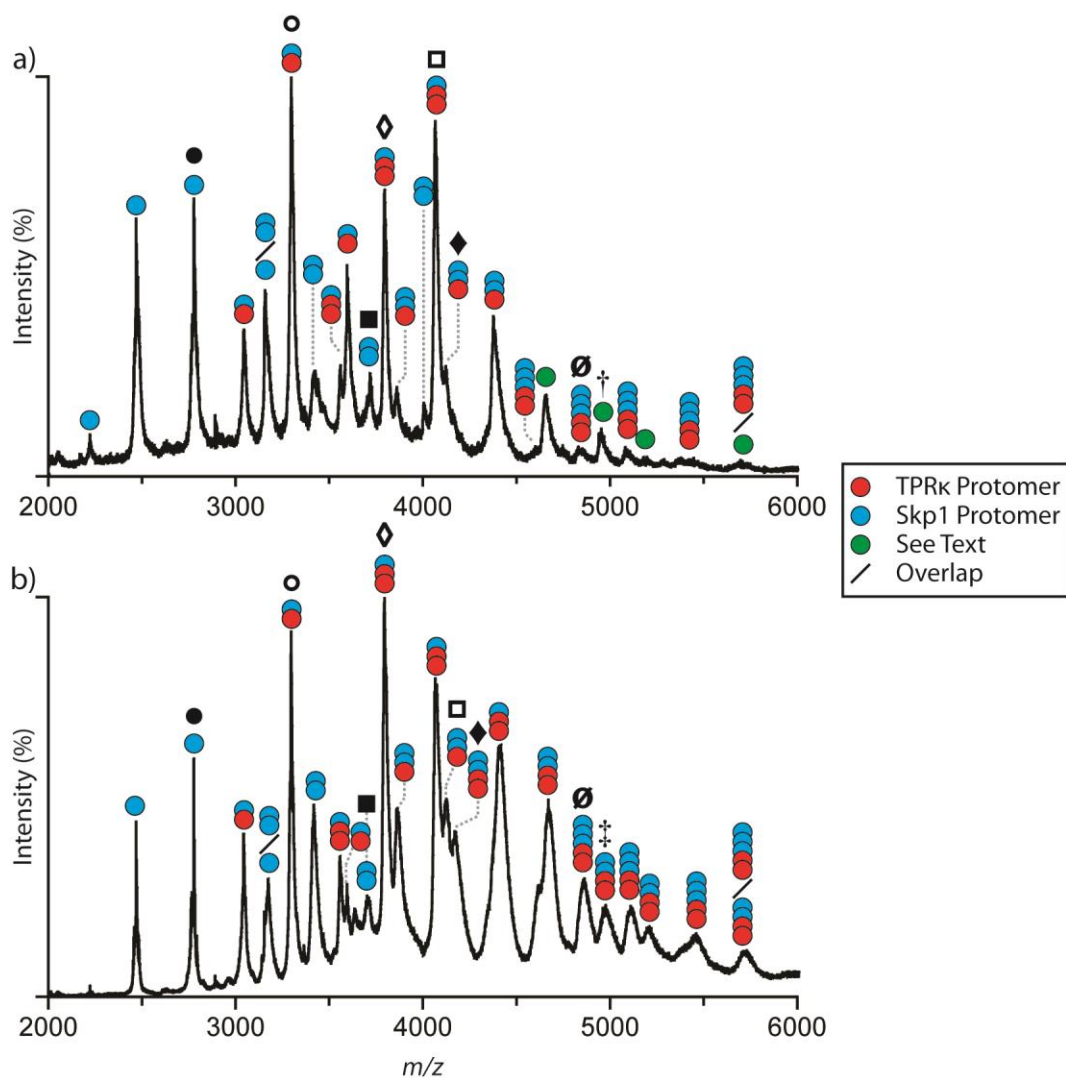 a)
Intensity (%)
†
Ø
2000 3000 4000 5000 6000
TPRκ Protomer
Skp1 Protomer
See Text
Overlap
b)
Intensity (%)
Ø
‡
2000 3000 4000 5000 6000
m/z